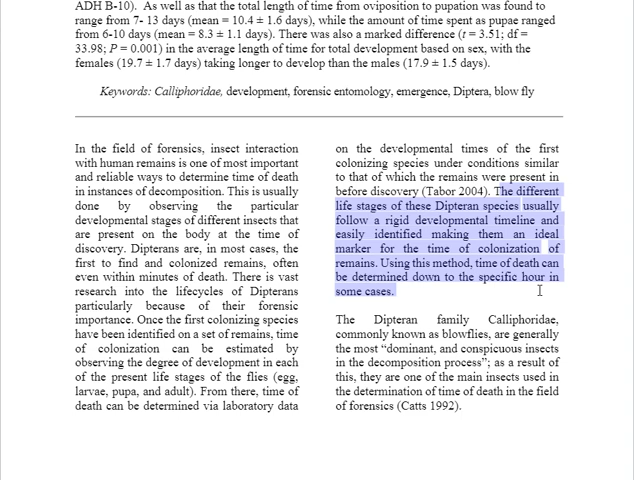 ADH B-10). As well as that the total length of time from oviposition to pupation was found to
range from 7- 13 days (mean = 10.4 ± 1.6 days), while the amount of time spent as pupae ranged
from 6-10 days (mean = 8.3 ± 1.1 days). There was also a marked difference (t = 3.51; df =
33.98; P = 0.001) in the average length of time for total development based on sex, with the
females (19.7 ± 1.7 days) taking longer to develop than the males (17.9 ± 1.5 days).
Keywords: Calliphoridae, development, forensic entomology, emergence, Diptera, blow fly
In the field of forensics, insect interaction
with human remains is one of most important
and reliable ways to determine time of death
in instances of decomposition. This is usually
done by observing the particular
developmental stages of different insects that
are present on the body at the time of
discovery. Dipterans are, in most cases, the
first to find and colonized remains, often
even within minutes of death. There is vast
research into the lifecycles of Dipterans
particularly because of their forensic
importance. Once the first colonizing species
have been identified on a set of remains, time
of colonization can be estimated by
observing the degree of development in each
of the present life stages of the flies (egg,
larvae, pupa, and adult). From there, time of
death can be determined via laboratory data
on the developmental times of the first
colonizing species under conditions similar
to that of which the remains were present in
before discovery (Tabor 2004). The different
life stages of these Dipteran species usually
follow a rigid developmental timeline and
easily identified making them an ideal
marker for the time of colonization of
remains. Using this method, time of death can
be determined down to the specific hour in
some cases.
The Dipteran family Calliphoridae,
commonly known as blowflies, are generally
the most “dominant, and conspicuous insects
in the decomposition process”; as a result of
this, they are one of the main insects used in
the determination of time of death in the field
of forensics (Catts 1992).